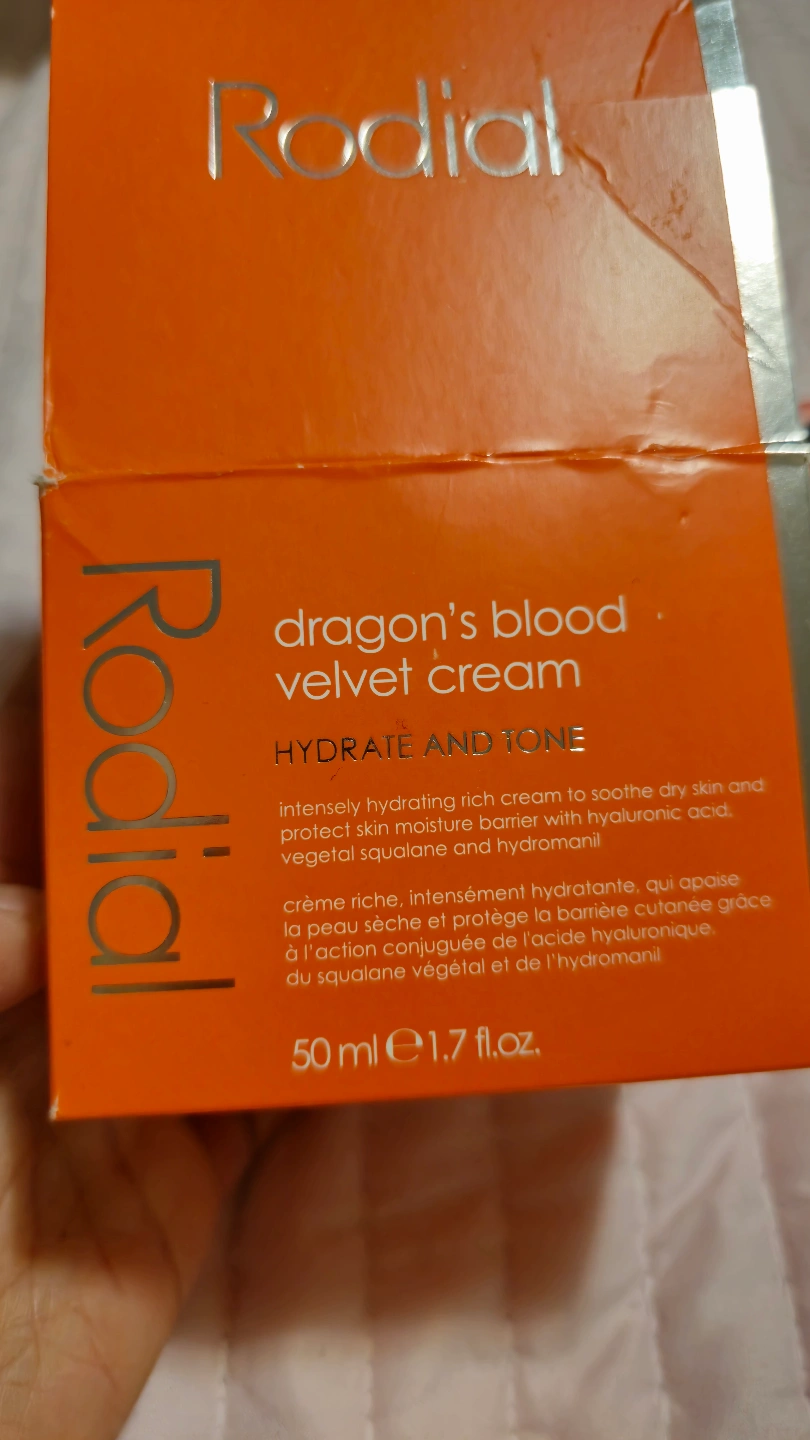 Rodial
Rodial
dragon's blood
velvet cream
HYDRATE AND TONE
intensely hydrating rich cream to soothe dry skin and
protect skin moisture barrier with hyaluronic acid,
vegetal squalane and hydromanil
crème riche, intensément hydratante, qui apaise
la peau sèche et protège la barrière cutanée grâce
à l'action conjuguée de l'acide hyaluronique,
du squalane végétal et de l'hydromanil
50 ml ℮ 1.7 fl.oz.